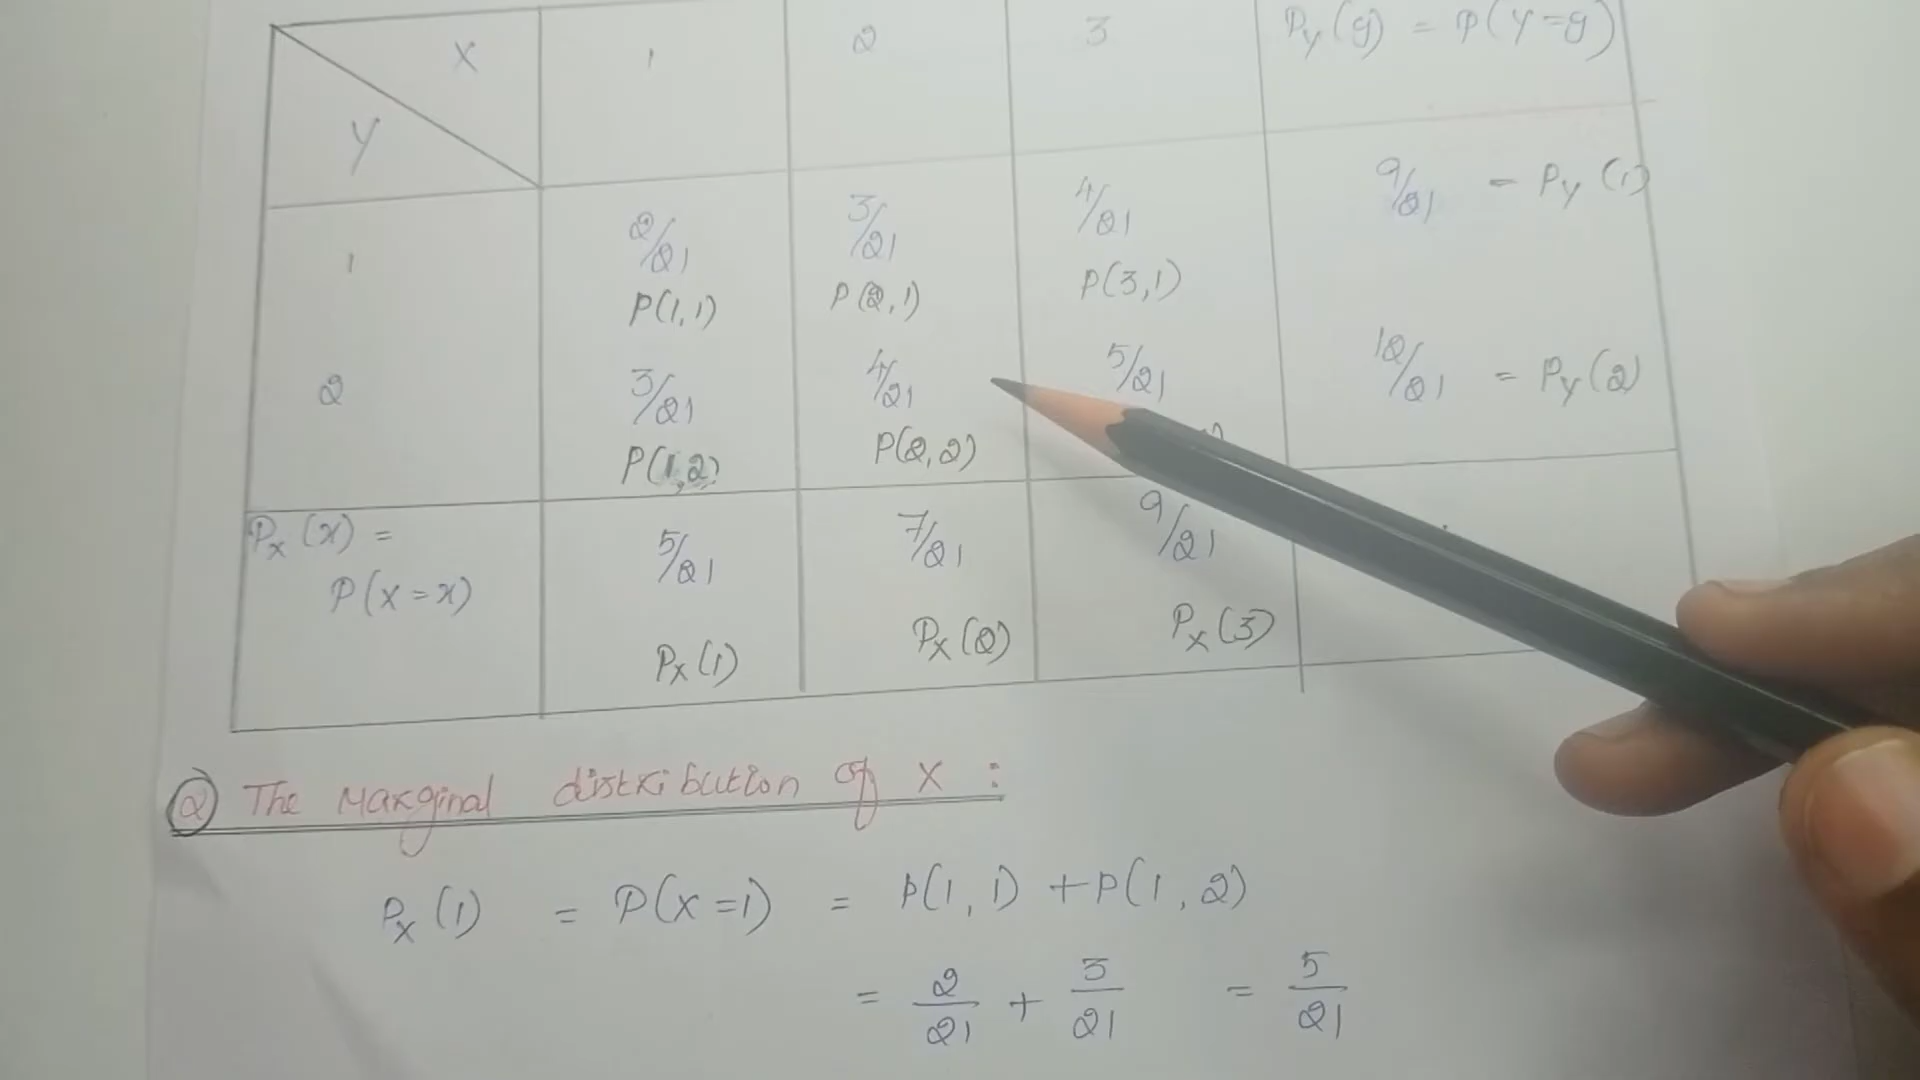 X 1 2 3 Py(y) = P(Y=y)
Y
1 2/21 3/21 4/21 9/21 = Py(1)
P(1,1) P(2,1) P(3,1)
2 3/21 4/21 5/21 12/21 = Py(2)
P(1,2) P(2,2)
Px(x) = 5/21 7/21 9/21
P(X=x)
Px(1) Px(2) Px(3)
2 The Marginal distribution of X :
Px(1) = P(X=1) = P(1,1) + P(1,2)
= 2/21 + 3/21 = 5/21